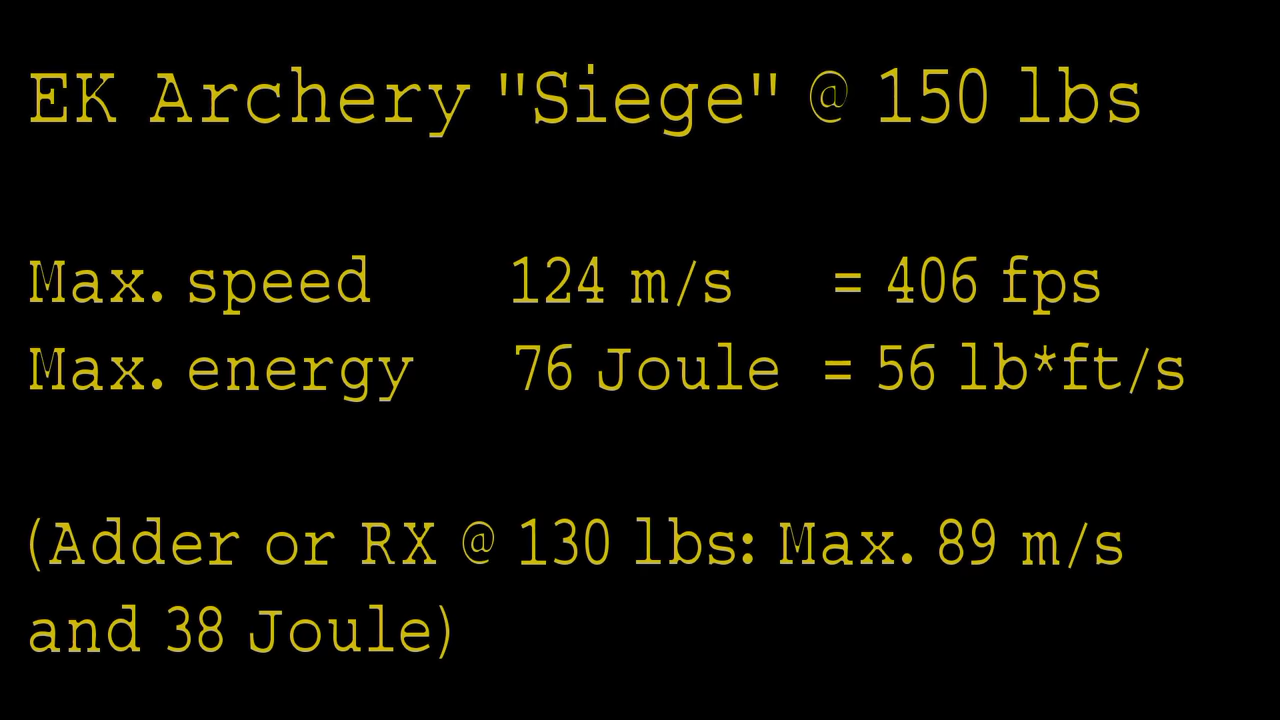 EK Archery "Siege" @ 150 lbs
Max. speed 124 m/s = 406 fps
Max. energy 76 Joule = 56 lb*ft/s
(Adder or RX @ 130 lbs: Max. 89 m/s
and 38 Joule)